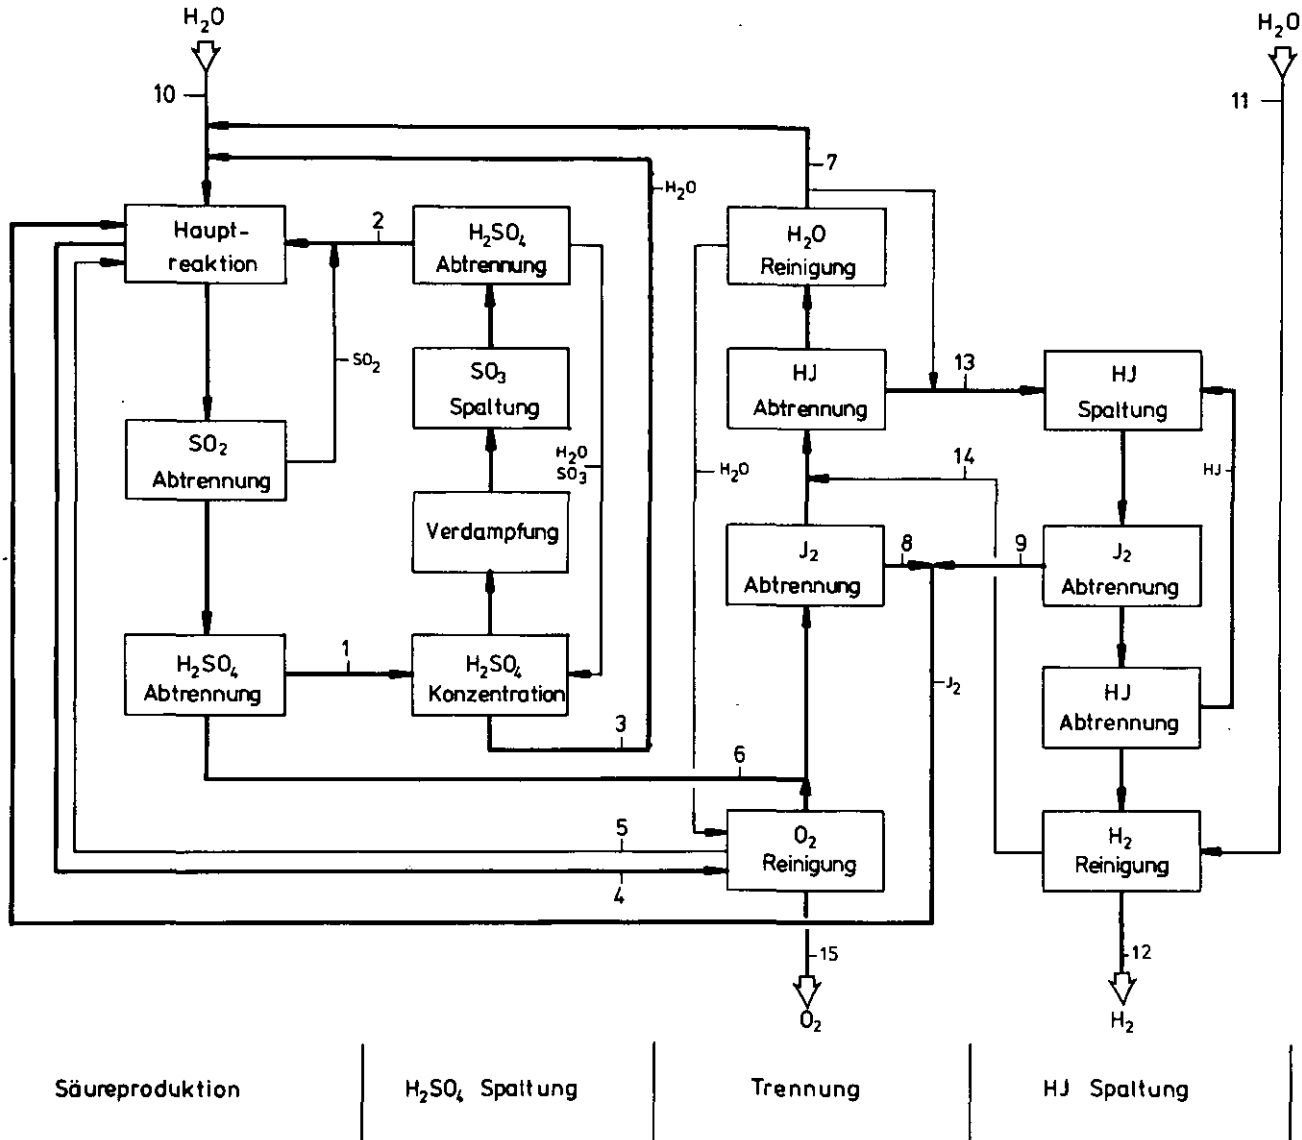 H₂O
H₂O
10
11
7
H₂O
Haupt-
reaktion
2
H₂SO₄
Abtrennung
H₂O
Reinigung
SO₂
SO₃
Spaltung
HJ
Abtrennung
13
HJ
Spaltung
SO₂
Abtrennung
H₂O
SO₃
H₂O
14
HJ
Verdampfung
J₂
Abtrennung
8
9
J₂
Abtrennung
H₂SO₄
Abtrennung
1
H₂SO₄
Konzentration
J₂
HJ
Abtrennung
3
6
5
O₂
Reinigung
H₂
Reinigung
4
15
12
O₂
H₂
Säureproduktion
H₂SO₄ Spaltung
Trennung
HJ Spaltung